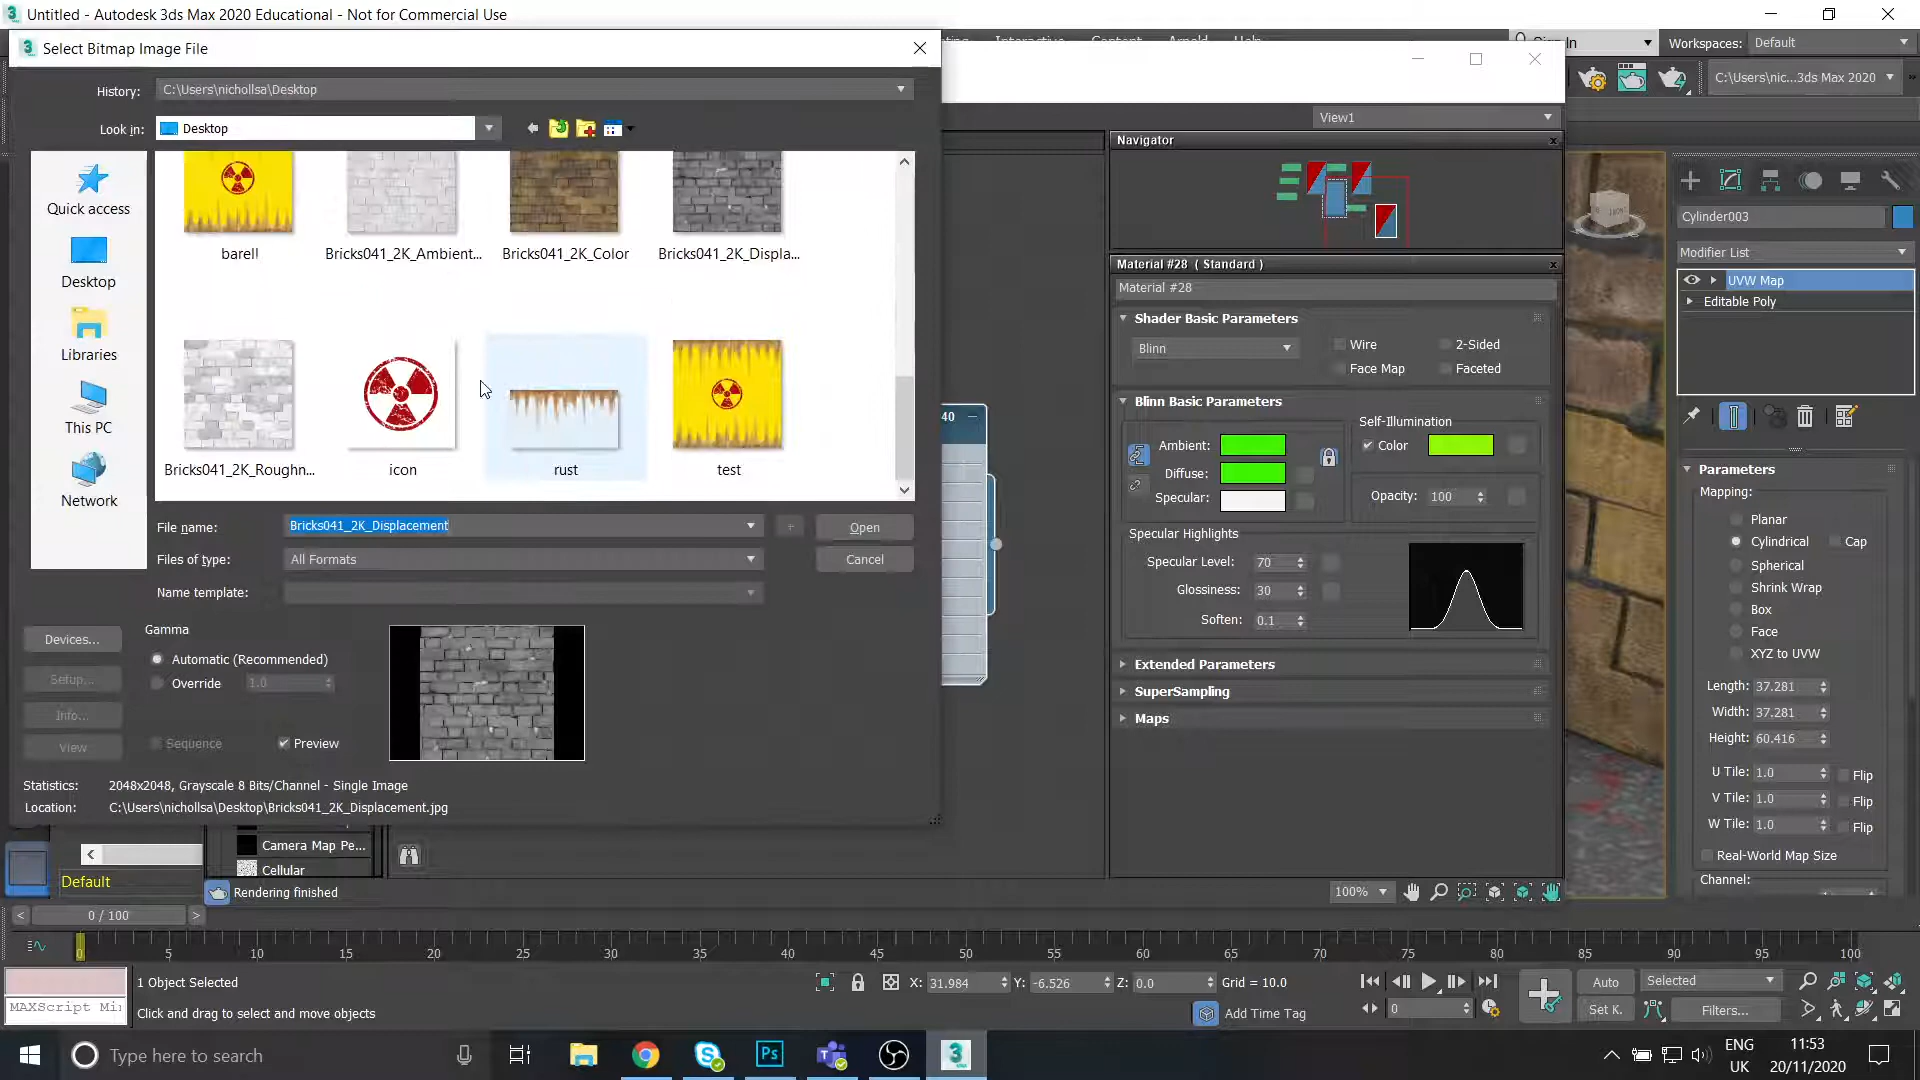 Untitled - Autodesk 3ds Max 2020 Educational - Not for Commercial Use
Select Bitmap Image File
Interactive
Content
Arnold
Help
Workspaces:
Default
History:
C:\Users\nichollsa\Desktop
C:\Users\nic...3ds Max 2020
Look in:
Desktop
View1
Navigator
Quick access
Desktop
Libraries
This PC
Network
barell
Bricks041_2K_Ambient...
Bricks041_2K_Color
Bricks041_2K_Displa...
Bricks041_2K_Roughn...
icon
rust
test
File name:
Bricks041_2K_Displacement
Open
Files of type:
All Formats
Cancel
Name template:
Devices...
Setup...
Info...
View
Gamma
Automatic (Recommended)
Override
1.0
Sequence
Preview
Statistics:
2048x2048, Grayscale 8 Bits/Channel - Single Image
Location:
C:\Users\nichollsa\Desktop\Bricks041_2K_Displacement.jpg
40
Material #28 ( Standard )
Material #28
Shader Basic Parameters
Blinn
Wire
2-Sided
Face Map
Faceted
Blinn Basic Parameters
Self-Illumination
Ambient:
Color
Diffuse:
Specular:
Opacity:
100
Specular Highlights
Specular Level:
70
Glossiness:
30
Soften:
0.1
Extended Parameters
SuperSampling
Maps
Cylinder003
Modifier List
UVW Map
Editable Poly
Parameters
Mapping:
Planar
Cylindrical
Cap
Spherical
Shrink Wrap
Box
Face
XYZ to UVW
Length:
37.281
Width:
37.281
Height:
60.416
U Tile:
1.0
Flip
V Tile:
1.0
Flip
W Tile:
1.0
Flip
Real-World Map Size
Channel:
Camera Map Pe...
Cellular
Default
Rendering finished
100%
0 / 100
0 5 10 15 20 25 30 35 40 45 50 55 60 65 70 75 80 85 90 95 100
1 Object Selected
X: 31.984
Y: -6.526
Z: 0.0
Grid = 10.0
Auto
Selected
MAXScript Mi
Click and drag to select and move objects
Add Time Tag
0
Set K.
Filters...
Type here to search
Ps
3
ENG
UK
11:53
20/11/2020